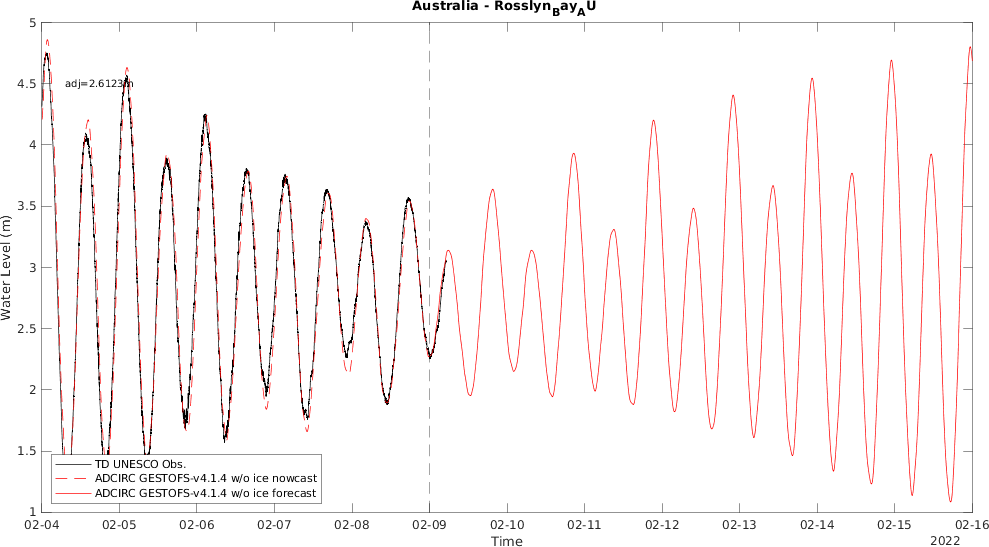 Australia - Rosslyn_Bay_AU
adj=2.6123m
Water Level (m)
5
4.5
4
3.5
3
2.5
2
1.5
1
TD UNESCO Obs.
ADCIRC GESTOFS-v4.1.4 w/o ice nowcast
ADCIRC GESTOFS-v4.1.4 w/o ice forecast
02-04 02-05 02-06 02-07 02-08 02-09 02-10 02-11 02-12 02-13 02-14 02-15 02-16
Time
2022